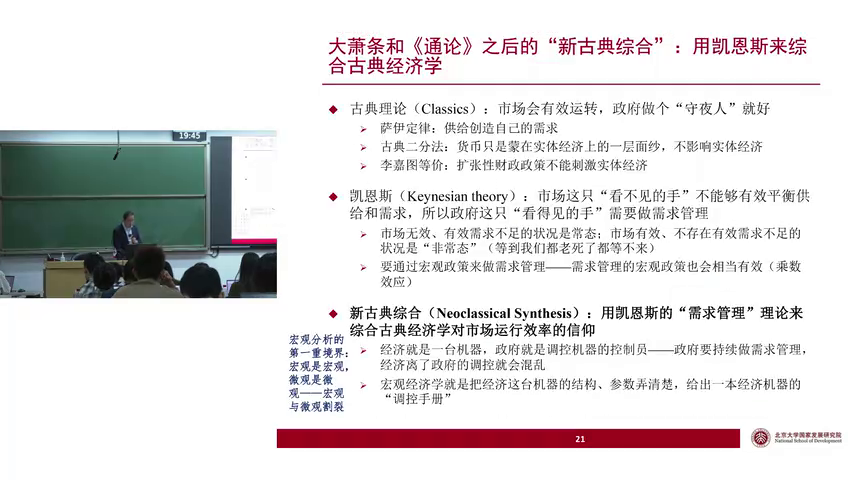 大萧条和《通论》之后的“新古典综合”：用凯恩斯来综
合古典经济学
19:45
◆ 古典理论（Classics）：市场会有效运转，政府做个“守夜人”就好
➢ 萨伊定律：供给创造自己的需求
➢ 古典二分法：货币只是蒙在实体经济上的一层面纱，不影响实体经济
➢ 李嘉图等价：扩张性财政政策不能刺激实体经济
◆ 凯恩斯（Keynesian theory）：市场这只“看不见的手”不能够有效平衡供
给和需求，所以政府这只“看得见的手”需要做需求管理
➢ 市场无效、有效需求不足的状况是常态；市场有效、不存在有效需求不足的
状况是“非常态”（等到我们都老死了都等不来）
➢ 要通过宏观政策来做需求管理——需求管理的宏观政策也会相当有效（乘数
效应）
◆ 新古典综合（Neoclassical Synthesis）：用凯恩斯的“需求管理”理论来
综合古典经济学对市场运行效率的信仰
➢ 经济就是一台机器，政府就是调控机器的控制员——政府要持续做需求管理，
经济离了政府的调控就会混乱
➢ 宏观经济学就是把经济这台机器的结构、参数弄清楚，给出一本经济机器的
“调控手册”
宏观分析的
第一重境界：
宏观是宏观，
微观是微
观——宏观
与微观割裂
21
北京大学国家发展研究院
National School of Development